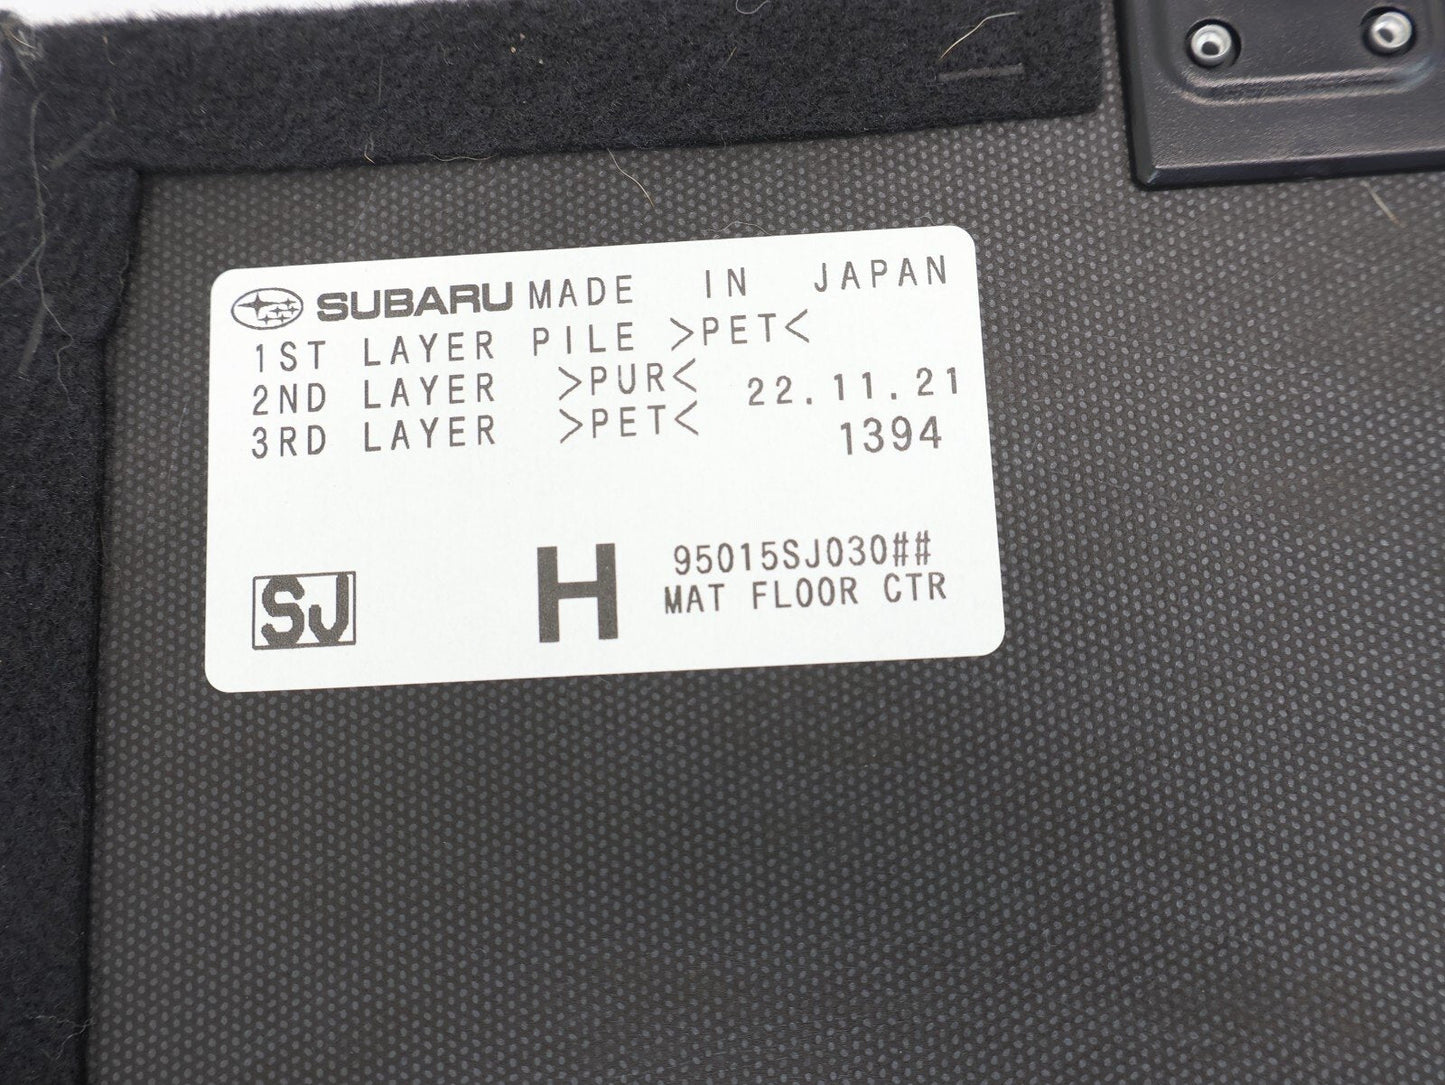 SUBARU MADE IN JAPAN
1ST LAYER PILE >PET<
2ND LAYER >PUR< 22.11.21
3RD LAYER >PET< 1394
SJ H 95015SJ030##
MAT FLOOR CTR